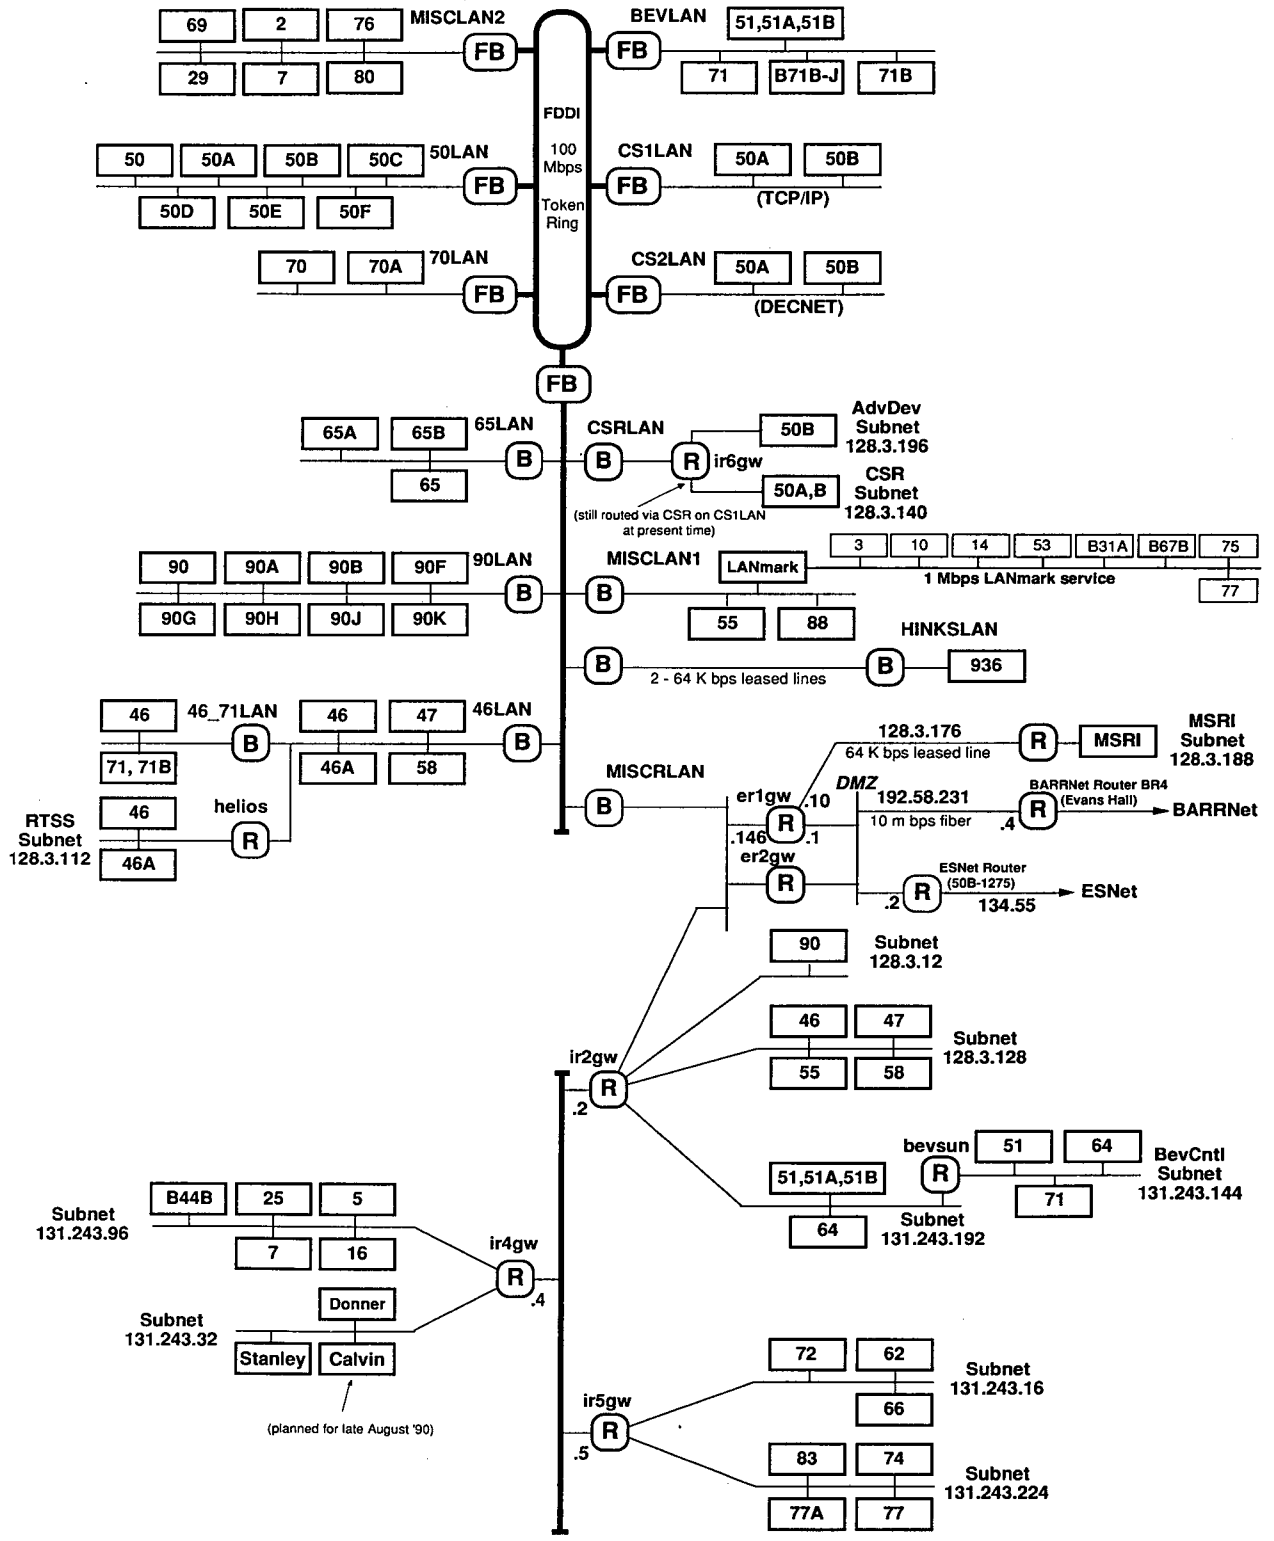 69
2
76
MISCLAN2
FB
29
7
80
BEVLAN
51,51A,51B
FB
71
B71B-J
71B
FDDI
100
Mbps
Token
Ring
50
50A
50B
50C
50LAN
FB
50D
50E
50F
CS1LAN
50A
50B
FB
(TCP/IP)
70
70A
70LAN
FB
CS2LAN
50A
50B
FB
(DECNET)
FB
65A
65B
65LAN
B
65
CSRLAN
B
R
ir6gw
50B
AdvDev
Subnet
128.3.196
50A,B
CSR
Subnet
128.3.140
(still routed via CSR on CS1LAN
at present time)
90
90A
90B
90F
90LAN
B
90G
90H
90J
90K
MISCLAN1
B
LANmark
55
88
3
10
14
53
B31A
B67B
75
1 Mbps LANmark service
77
HINKSLAN
B
2 - 64 K bps leased lines
B
936
46
46_71LAN
B
71, 71B
46
47
46LAN
B
46A
58
RTSS
Subnet
128.3.112
46
helios
R
46A
MISCRLAN
B
er1gw
.10
R
.146
.1
er2gw
R
DMZ
128.3.176
64 K bps leased line
R
MSRI
MSRI
Subnet
128.3.188
192.58.231
10 m bps fiber
.4
R
BARRNet Router BR4
(Evans Hall)
BARRNet
.2
R
ESNet Router
(50B-1275)
134.55
ESNet
90
Subnet
128.3.12
46
47
55
58
Subnet
128.3.128
ir2gw
R
.2
51,51A,51B
64
Subnet
131.243.192
bevsun
R
51
64
71
BevCntl
Subnet
131.243.144
Subnet
131.243.96
B44B
25
5
7
16
ir4gw
R
.4
Subnet
131.243.32
Donner
Stanley
Calvin
(planned for late August '90)
ir5gw
R
.5
72
62
66
Subnet
131.243.16
83
74
77A
77
Subnet
131.243.224